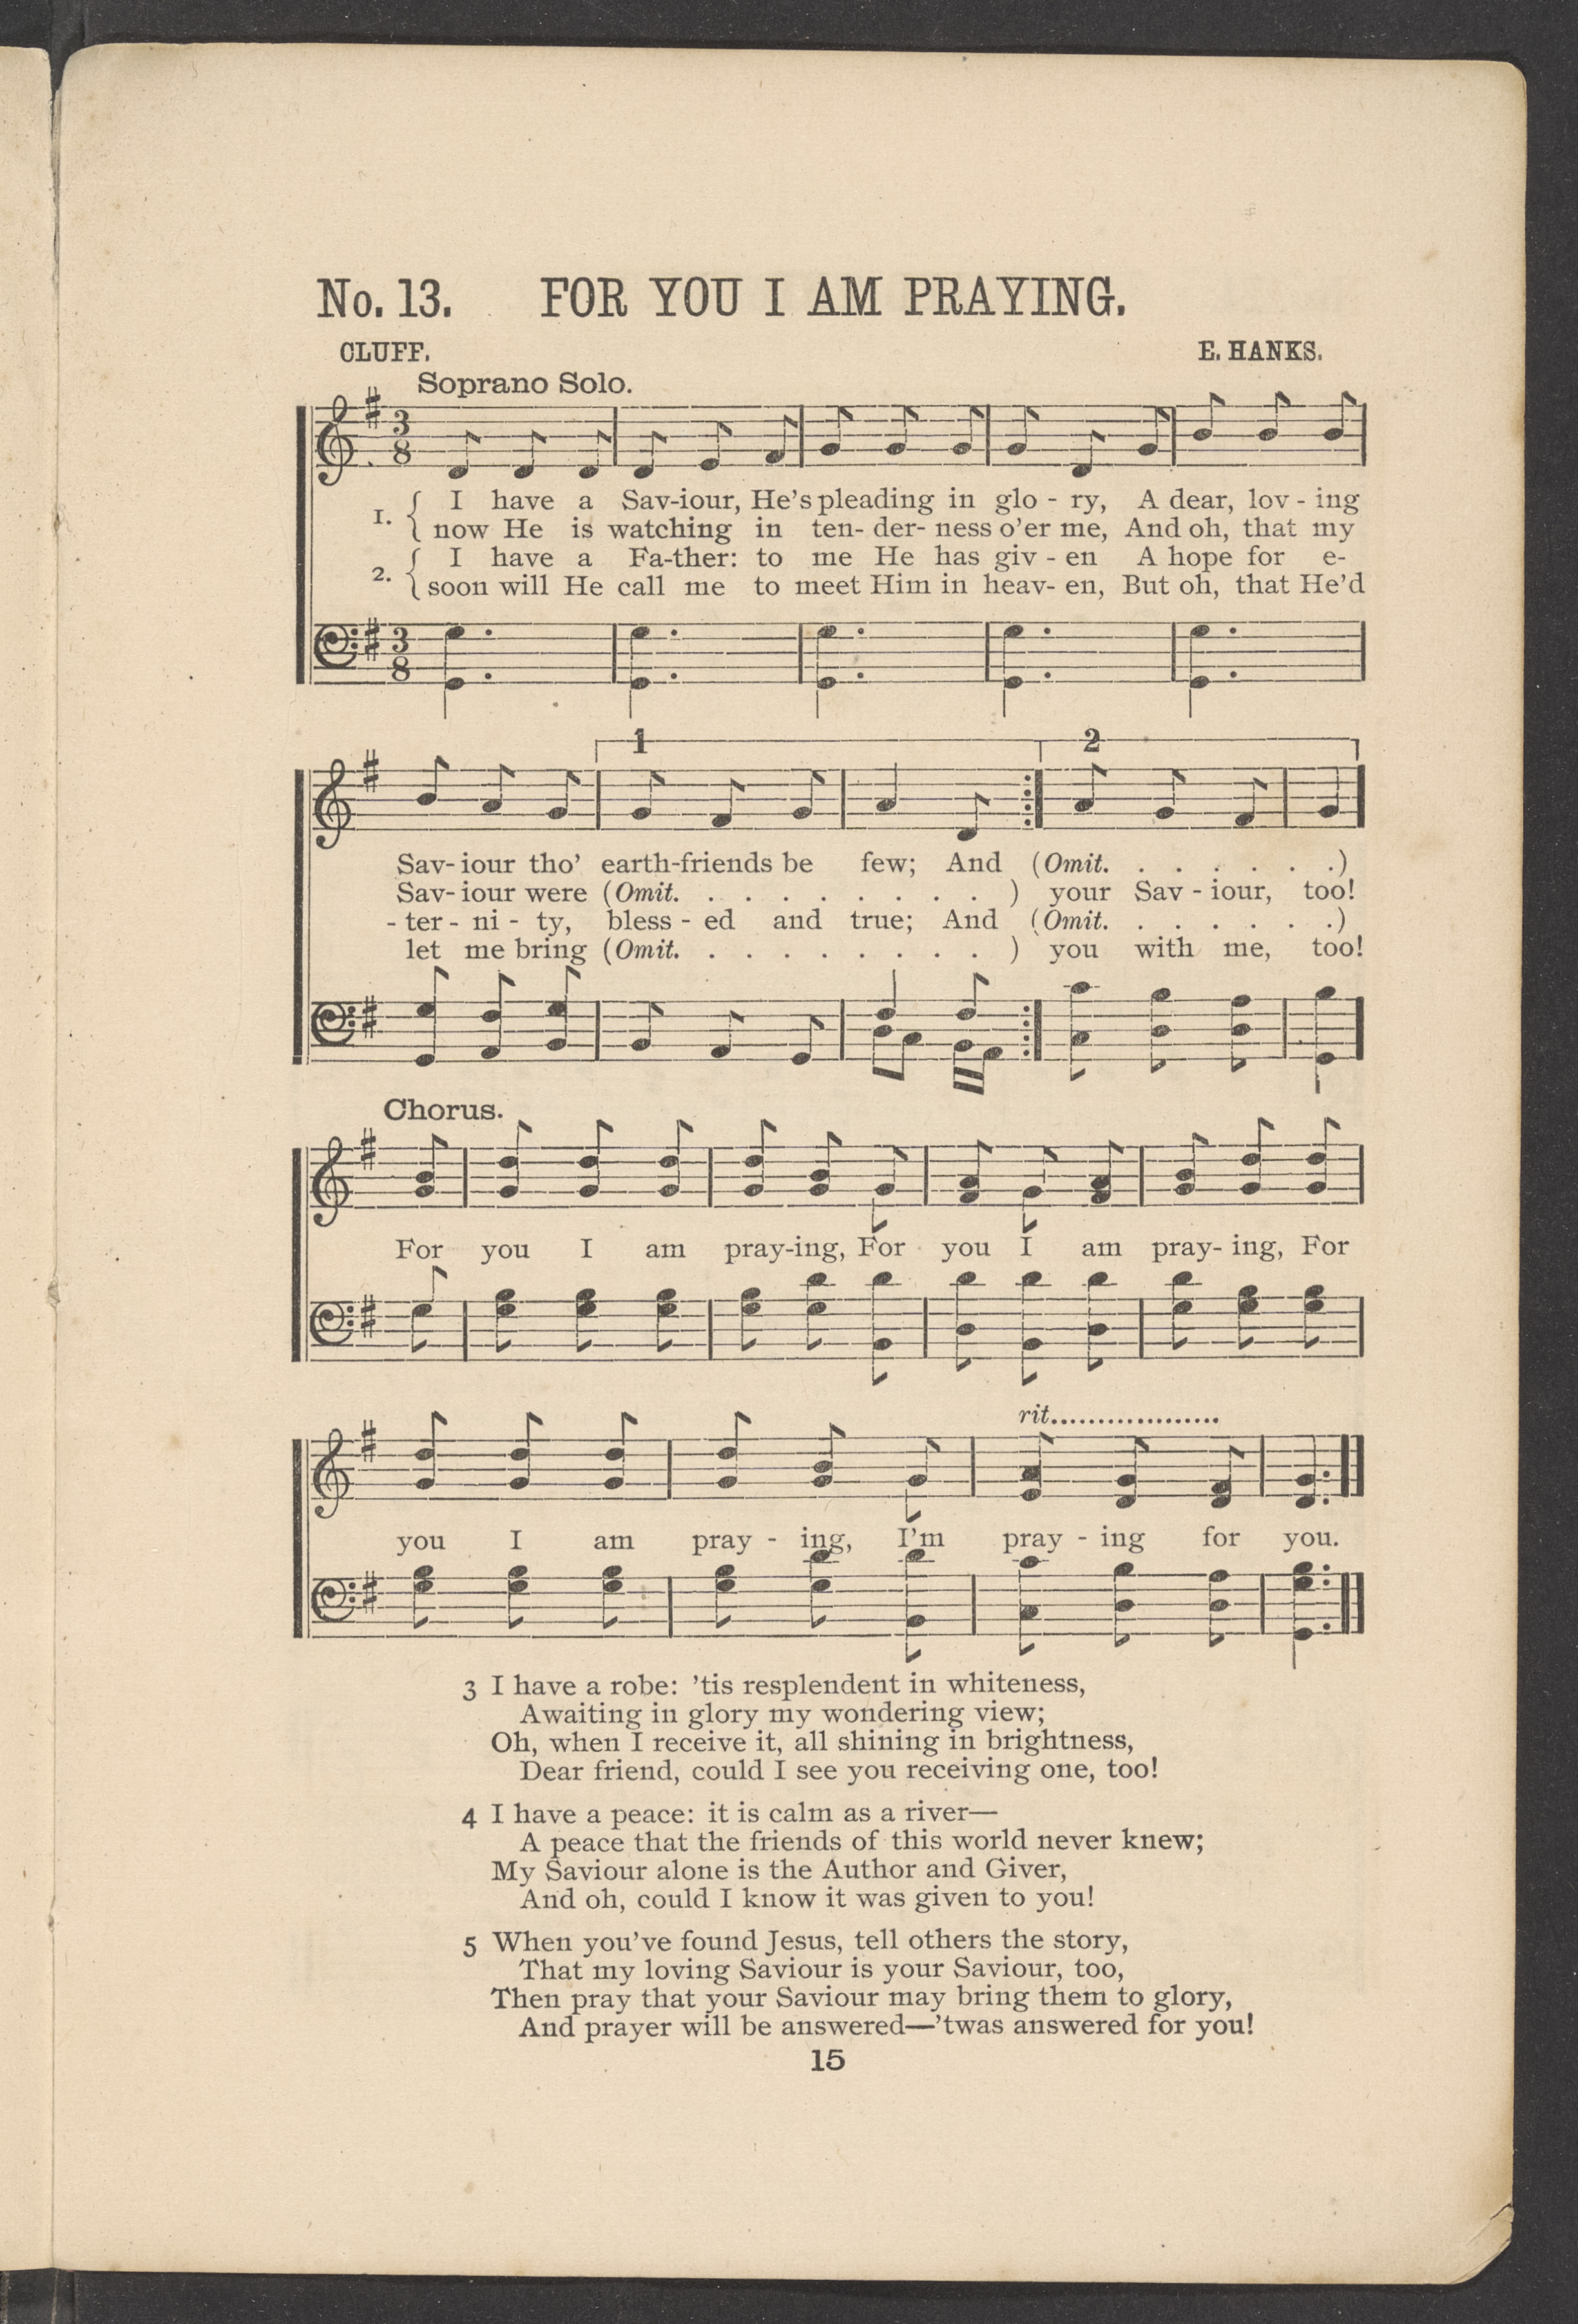 No. 13. FOR YOU I AM PRAYING.
CLUFF. E. HANKS.
Soprano Solo.
1. { I have a Sav-iour, He's pleading in glo - ry, A dear, lov - ing
now He is watching in ten- der- ness o'er me, And oh, that my
2. { I have a Fa-ther: to me He has giv - en A hope for e-
soon will He call me to meet Him in heav- en, But oh, that He'd
1 2
Sav- iour tho' earth-friends be few; And (Omit. . . . . . .)
Sav- iour were (Omit. . . . . . . . . ) your Sav - iour, too!
- ter - ni - ty, bless - ed and true; And (Omit. . . . . . .)
let me bring (Omit. . . . . . . . . ) you with me, too!
Chorus.
For you I am pray-ing, For you I am pray- ing, For
rit...................
you I am pray - ing, I'm pray - ing for you.
3 I have a robe: 'tis resplendent in whiteness,
Awaiting in glory my wondering view;
Oh, when I receive it, all shining in brightness,
Dear friend, could I see you receiving one, too!
4 I have a peace: it is calm as a river—
A peace that the friends of this world never knew;
My Saviour alone is the Author and Giver,
And oh, could I know it was given to you!
5 When you've found Jesus, tell others the story,
That my loving Saviour is your Saviour, too,
Then pray that your Saviour may bring them to glory,
And prayer will be answered—'twas answered for you!
15